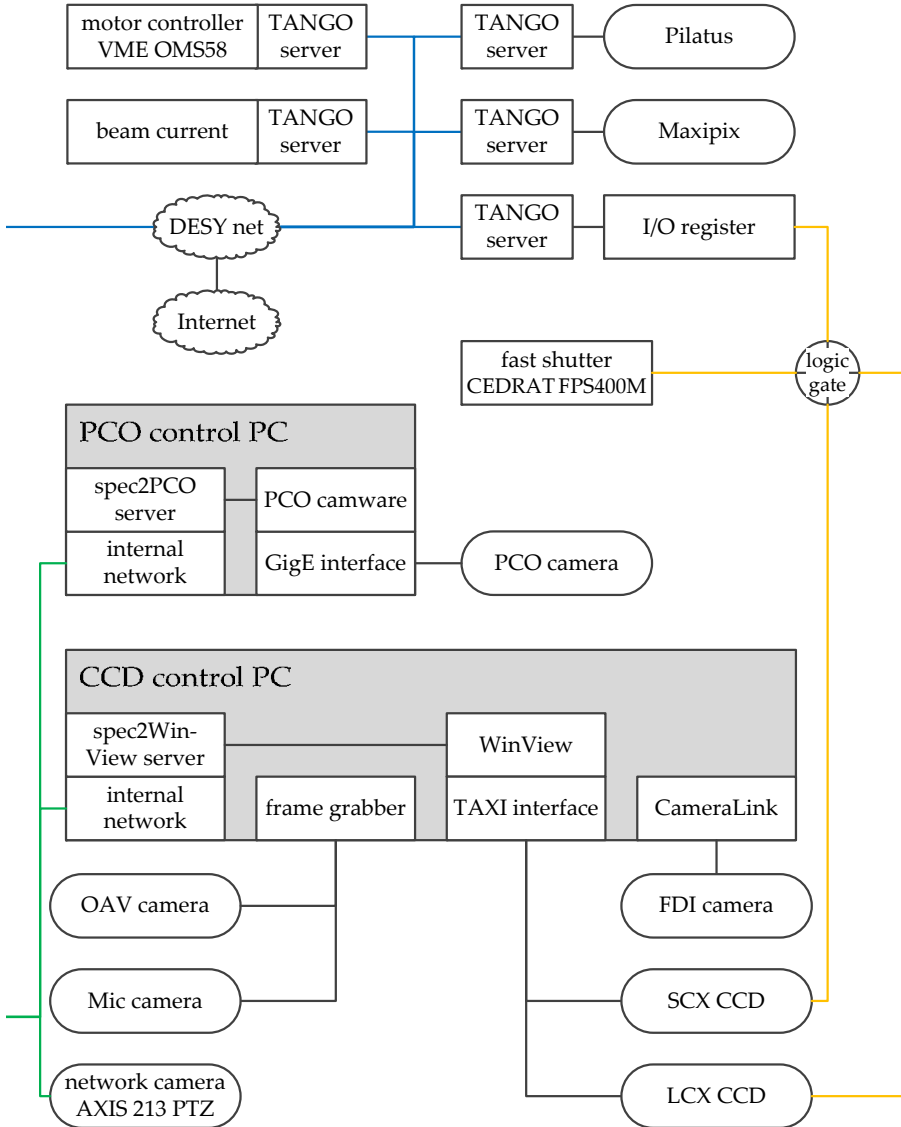 motor controller
VME OMS58
TANGO
server
TANGO
server
Pilatus
beam current
TANGO
server
TANGO
server
Maxipix
DESY net
TANGO
server
I/O register
Internet
fast shutter
CEDRAT FPS400M
logic
gate
PCO control PC
spec2PCO
server
PCO camware
internal
network
GigE interface
PCO camera
CCD control PC
spec2Win-
View server
WinView
internal
network
frame grabber
TAXI interface
CameraLink
OAV camera
FDI camera
Mic camera
SCX CCD
network camera
AXIS 213 PTZ
LCX CCD